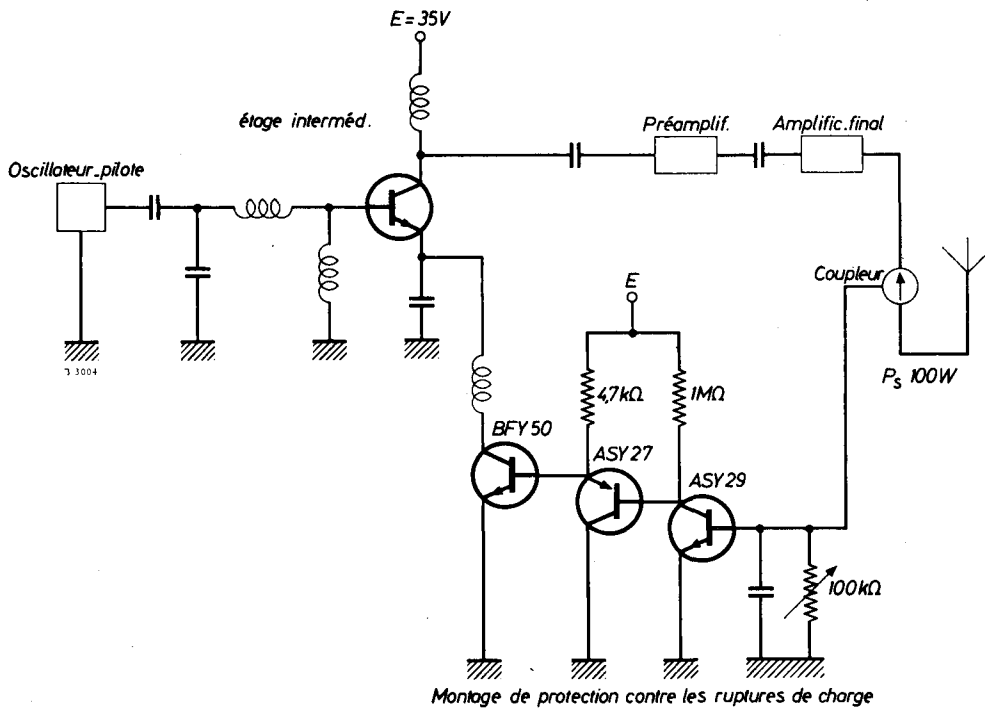 E = 35V
étage interméd.
Préamplif.
Amplific. final
Oscillateur_pilote
Coupleur
E
J 3004
4,7kΩ
1MΩ
Ps 100W
BFY 50
ASY 27
ASY 29
100kΩ
Montage de protection contre les ruptures de charge